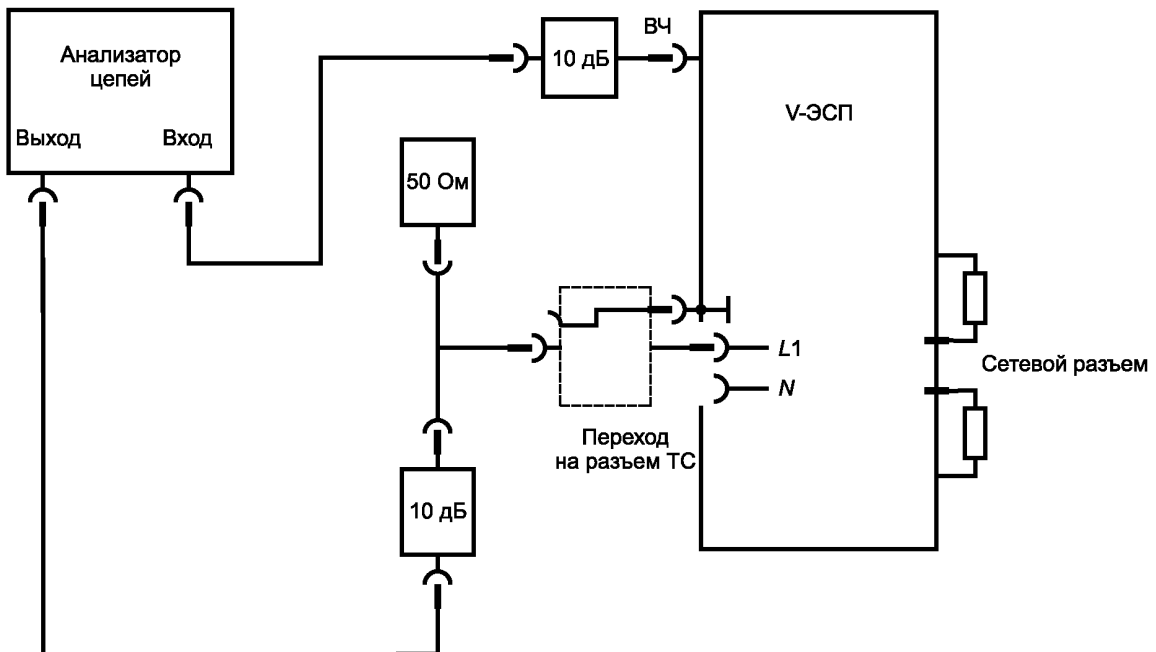 Анализатор
цепей
Выход
Вход
10 дБ
ВЧ
V-ЭСП
50 Ом
L1
N
Сетевой разъем
Переход
на разъем ТС
10 дБ